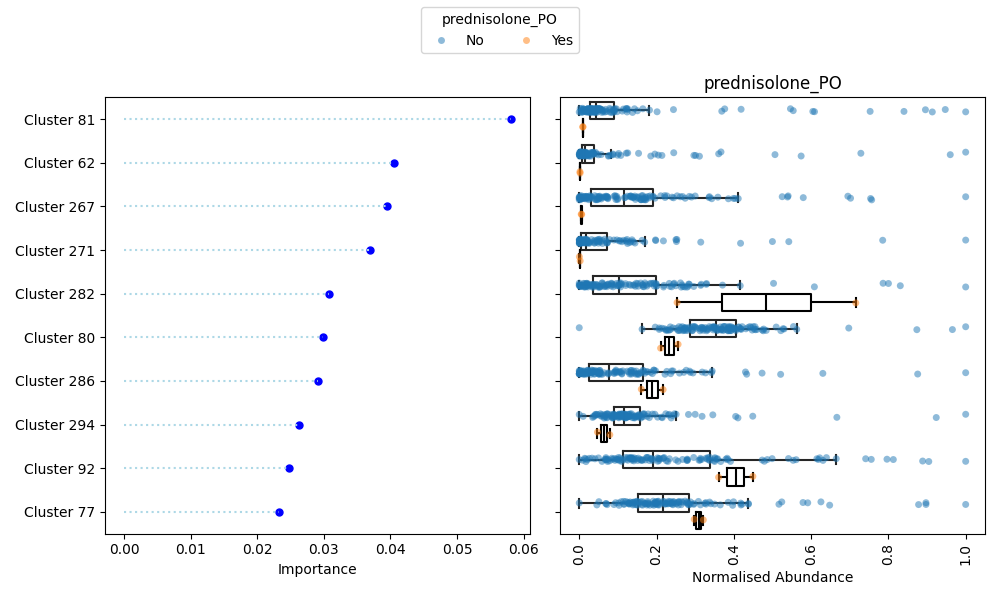 prednisolone_PO
No Yes
prednisolone_PO
Cluster 81
Cluster 62
Cluster 267
Cluster 271
Cluster 282
Cluster 80
Cluster 286
Cluster 294
Cluster 92
Cluster 77
0.00 0.01 0.02 0.03 0.04 0.05 0.06
Importance
0.0 0.2 0.4 0.6 0.8 1.0
Normalised Abundance